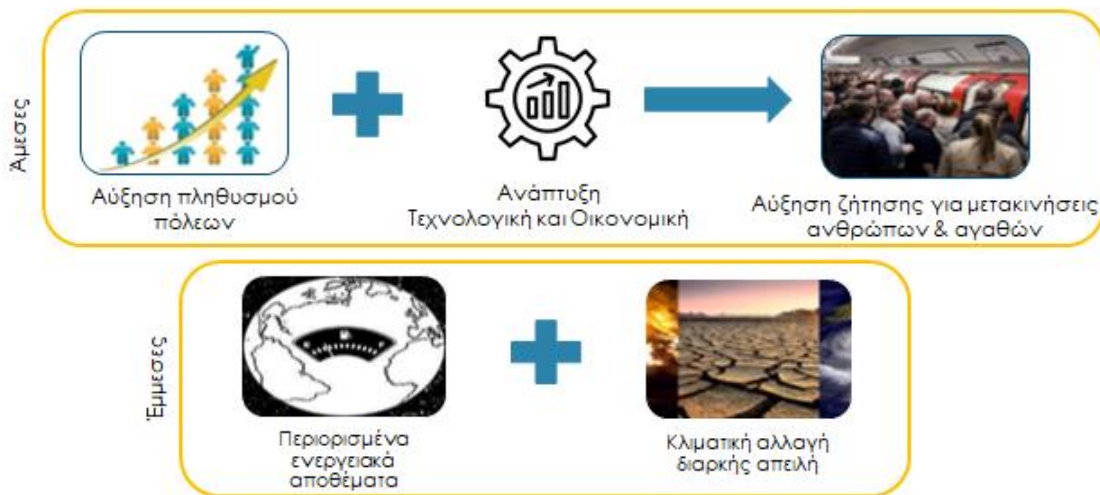 Άμεσες
Αύξηση πληθυσμού
πόλεων
Ανάπτυξη
Τεχνολογική και Οικονομική
Αύξηση ζήτησης για μετακινήσεις
ανθρώπων & αγαθών
Έμμεσες
Περιορισμένα
ενεργειακά
αποθέματα
Κλιματική αλλαγή
διαρκής απειλή